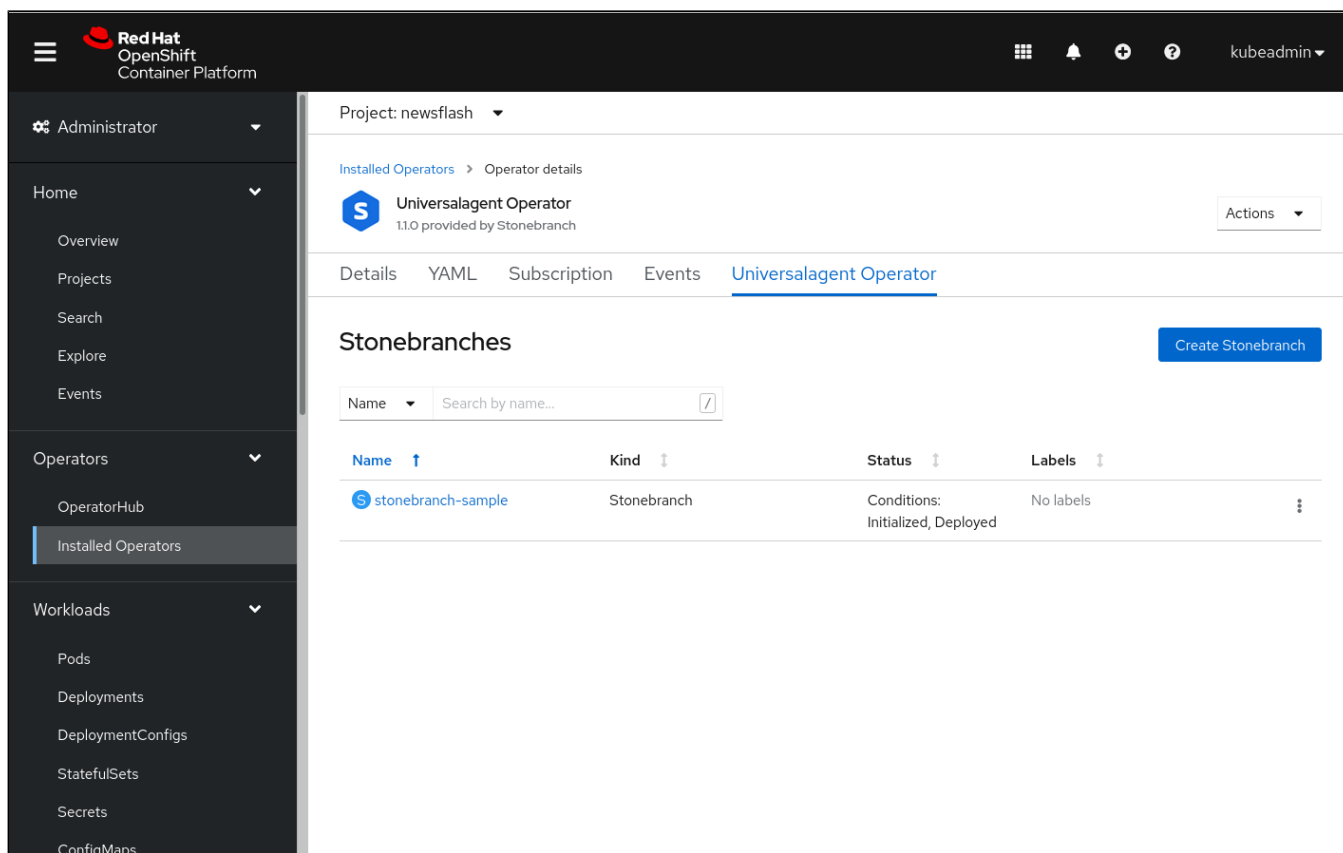 Red Hat
OpenShift
Container Platform
kubeadmin
Administrator
Home
Overview
Projects
Search
Explore
Events
Operators
OperatorHub
Installed Operators
Workloads
Pods
Deployments
DeploymentConfigs
StatefulSets
Secrets
ConfigMaps
Project: newsflash
Installed Operators > Operator details
S
Universalagent Operator
1.1.0 provided by Stonebranch
Actions
Details YAML Subscription Events Universalagent Operator
Stonebranches
Create Stonebranch
Name Search by name... /
Name Kind Status Labels
S stonebranch-sample Stonebranch Conditions: No labels
Initialized, Deployed